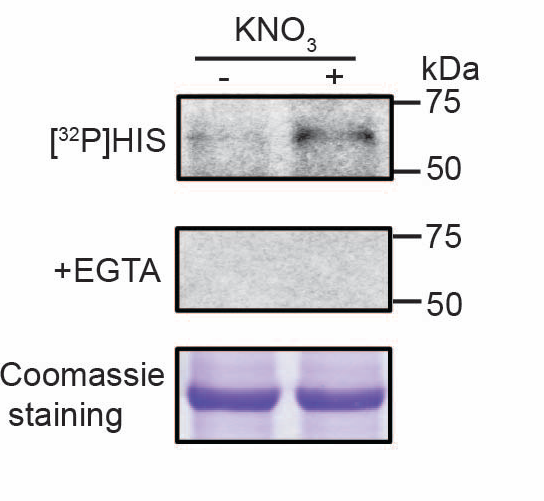 KNO₃
- +
kDa
75
[³²P]HIS
50
75
+EGTA
50
Coomassie
staining